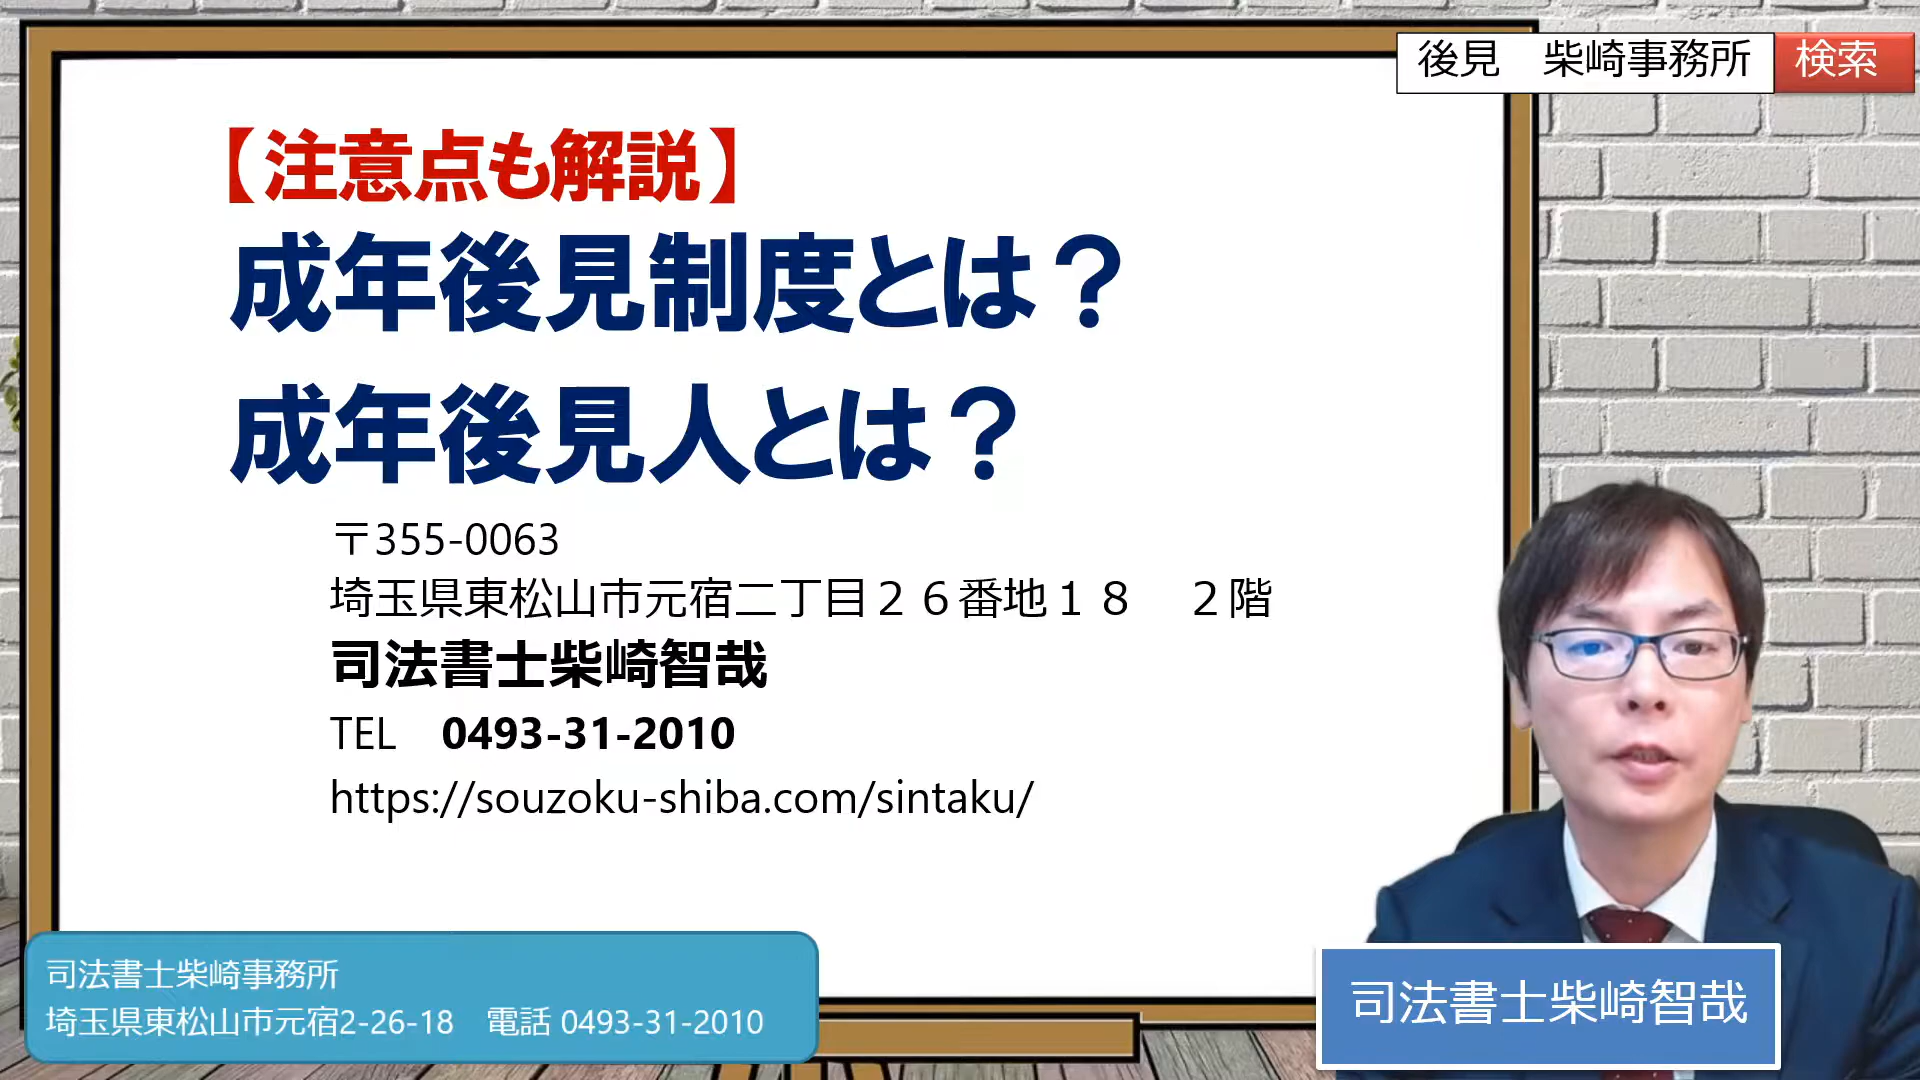 後見　柴崎事務所　検索
【注意点も解説】
成年後見制度とは？
成年後見人とは？
〒355-0063
埼玉県東松山市元宿二丁目２６番地１８　２階
司法書士柴崎智哉
TEL　0493-31-2010
https://souzoku-shiba.com/sintaku/
司法書士柴崎事務所
埼玉県東松山市元宿2-26-18　電話 0493-31-2010
司法書士柴崎智哉